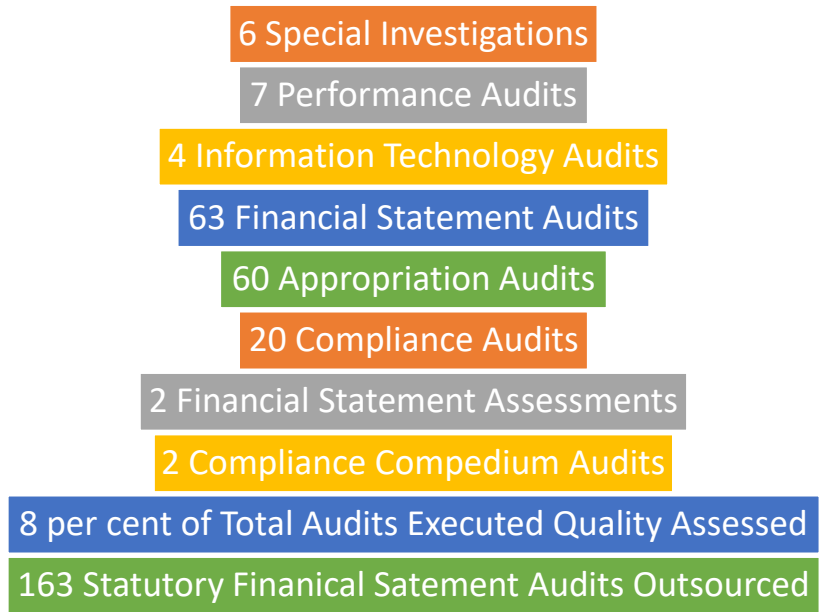 6 Special Investigations
7 Performance Audits
4 Information Technology Audits
63 Financial Statement Audits
60 Appropriation Audits
20 Compliance Audits
2 Financial Statement Assessments
2 Compliance Compedium Audits
8 per cent of Total Audits Executed Quality Assessed
163 Statutory Finanical Satement Audits Outsourced